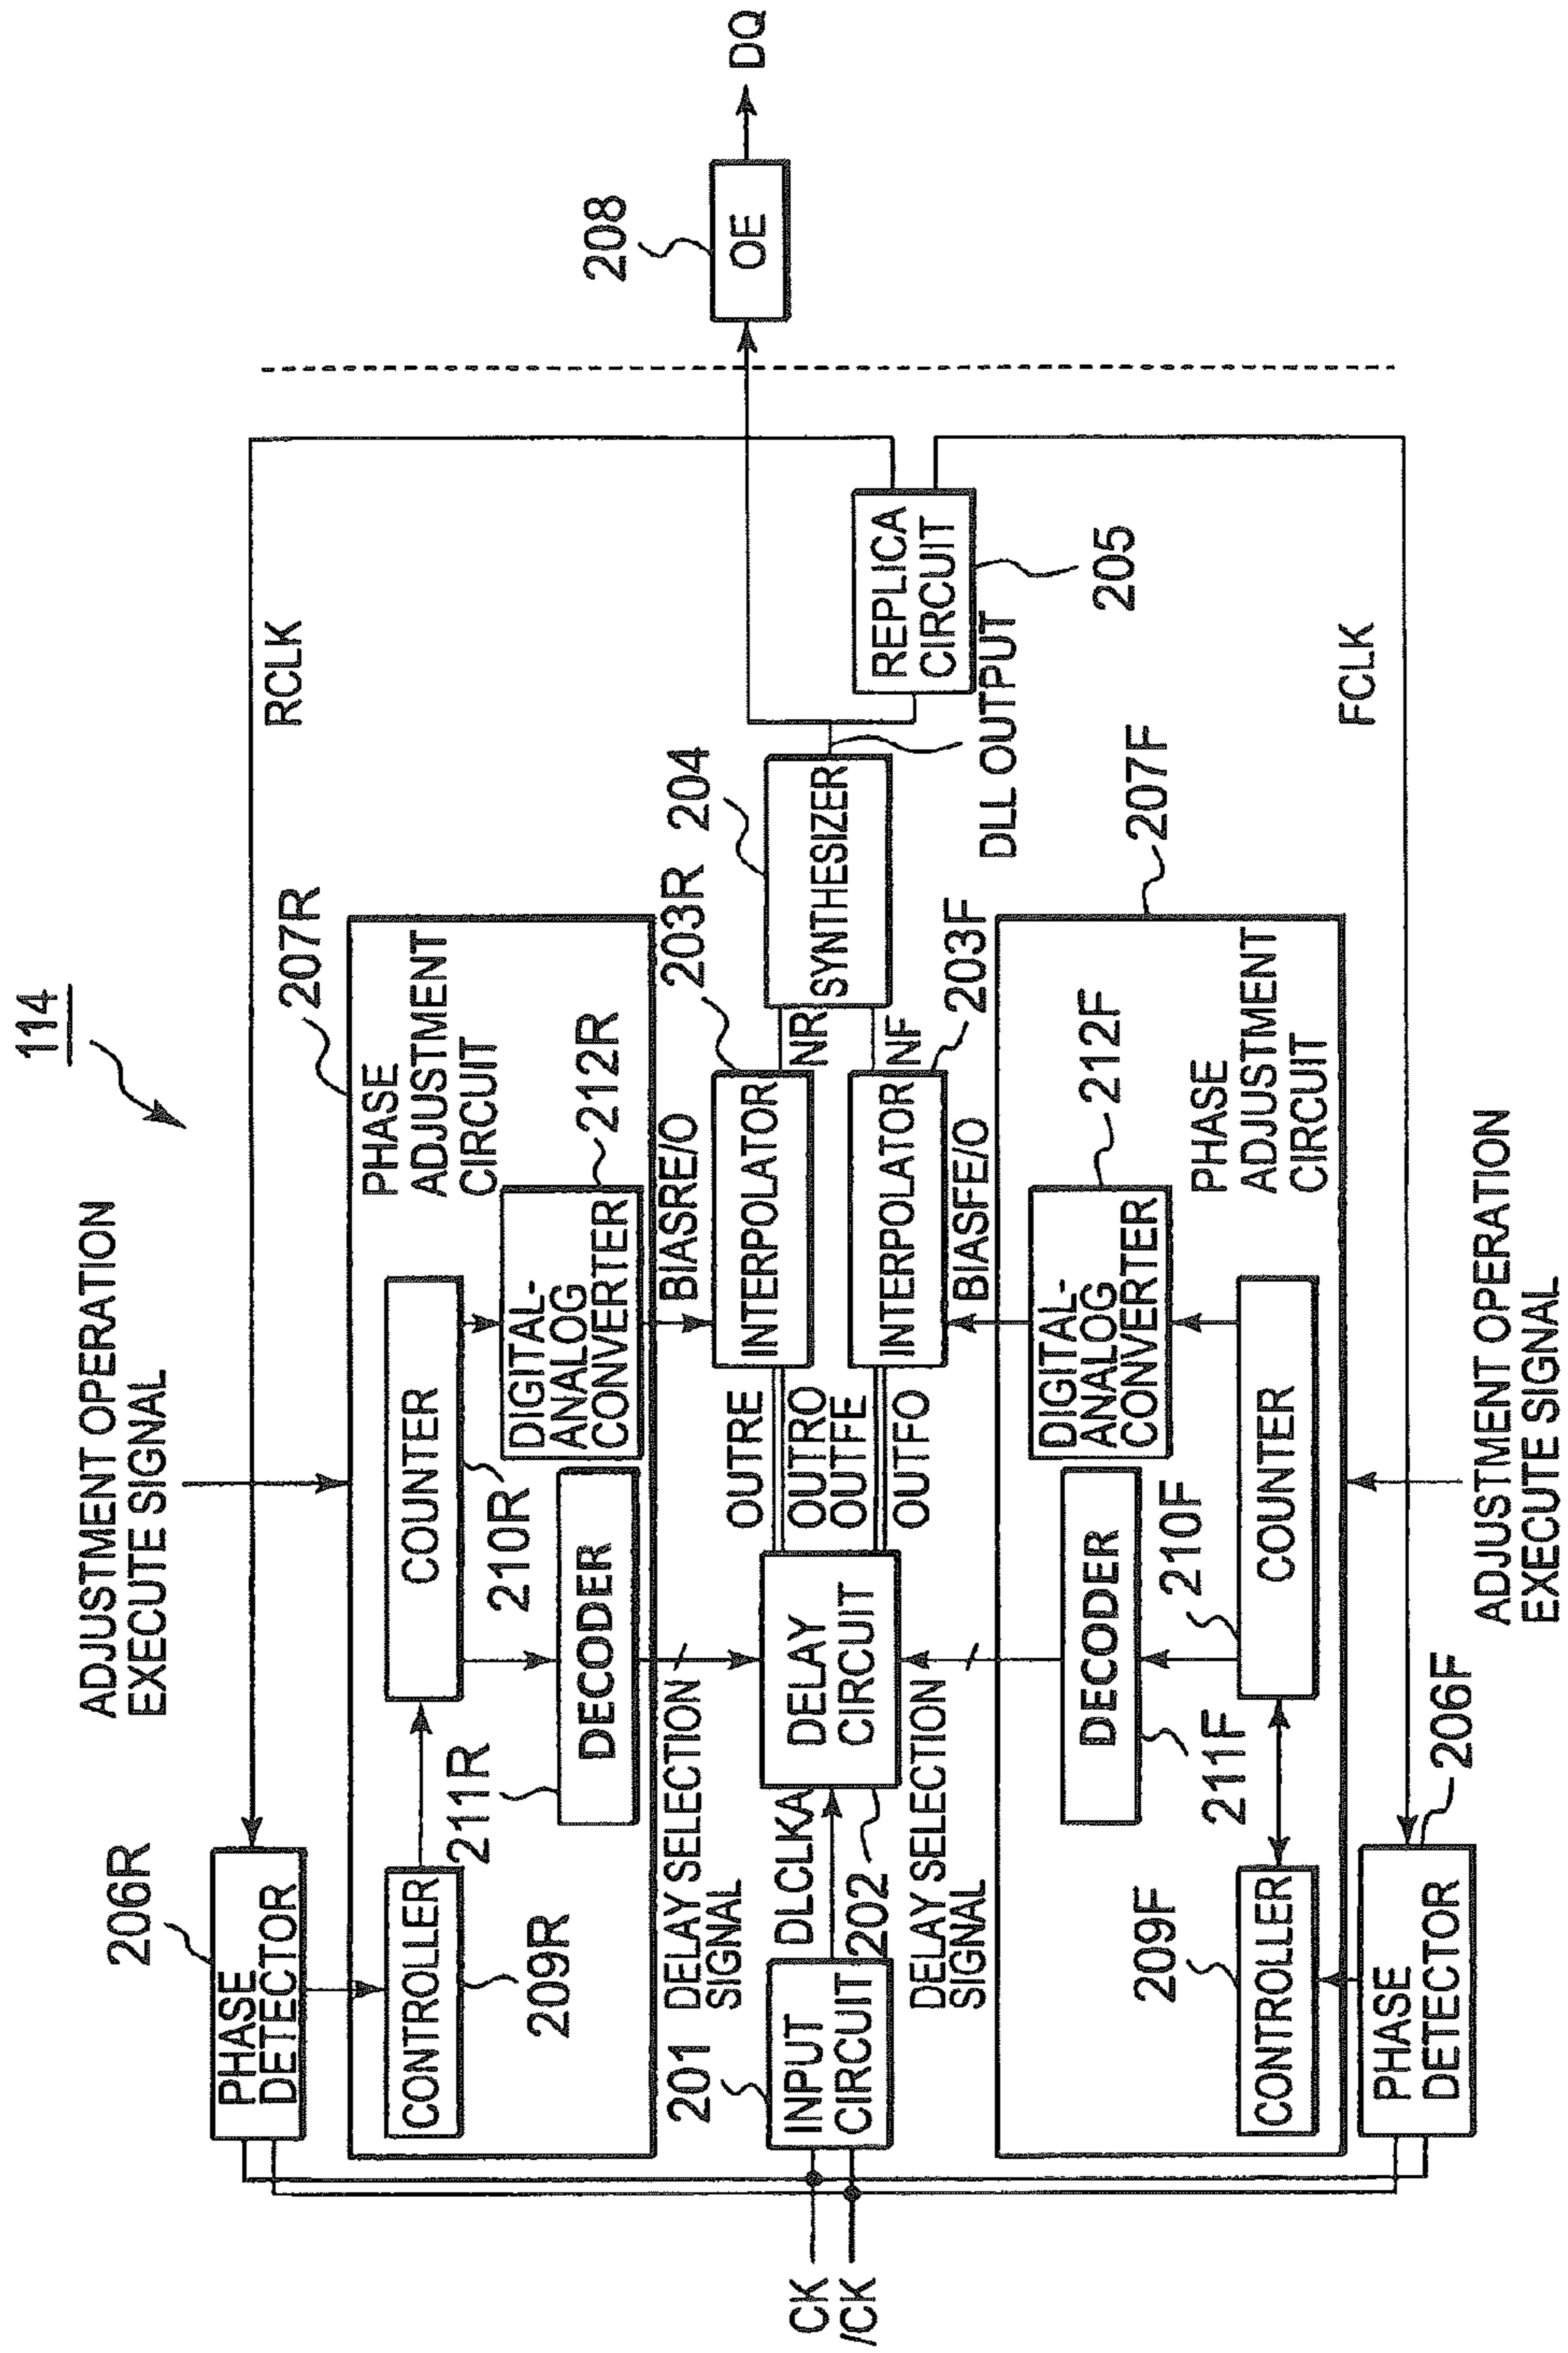 114
ADJUSTMENT OPERATION
EXECUTE SIGNAL
206R
PHASE
DETECTOR
RCLK
207R
PHASE
ADJUSTMENT
CIRCUIT
CONTROLLER
209R
COUNTER
210R
211R
DECODER
DIGITAL-
ANALOG
CONVERTER
212R
DELAY SELECTION
SIGNAL
BIASRE/O
203R
201
INPUT
CIRCUIT
CK
/CK
DLCLKA
202
DELAY
CIRCUIT
OUTRE
OUTRO
OUTFE
OUTFO
INTERPOLATOR
INTERPOLATOR
NR
NF
204
SYNTHESIZER
DLL OUTPUT
REPLICA
CIRCUIT
205
208
OE
DQ
DELAY SELECTION
SIGNAL
BIASFE/O
203F
207F
DECODER
211F
210F
DIGITAL-
ANALOG
CONVERTER
212F
PHASE
ADJUSTMENT
CIRCUIT
209F
CONTROLLER
COUNTER
FCLK
PHASE
DETECTOR
206F
ADJUSTMENT OPERATION
EXECUTE SIGNAL